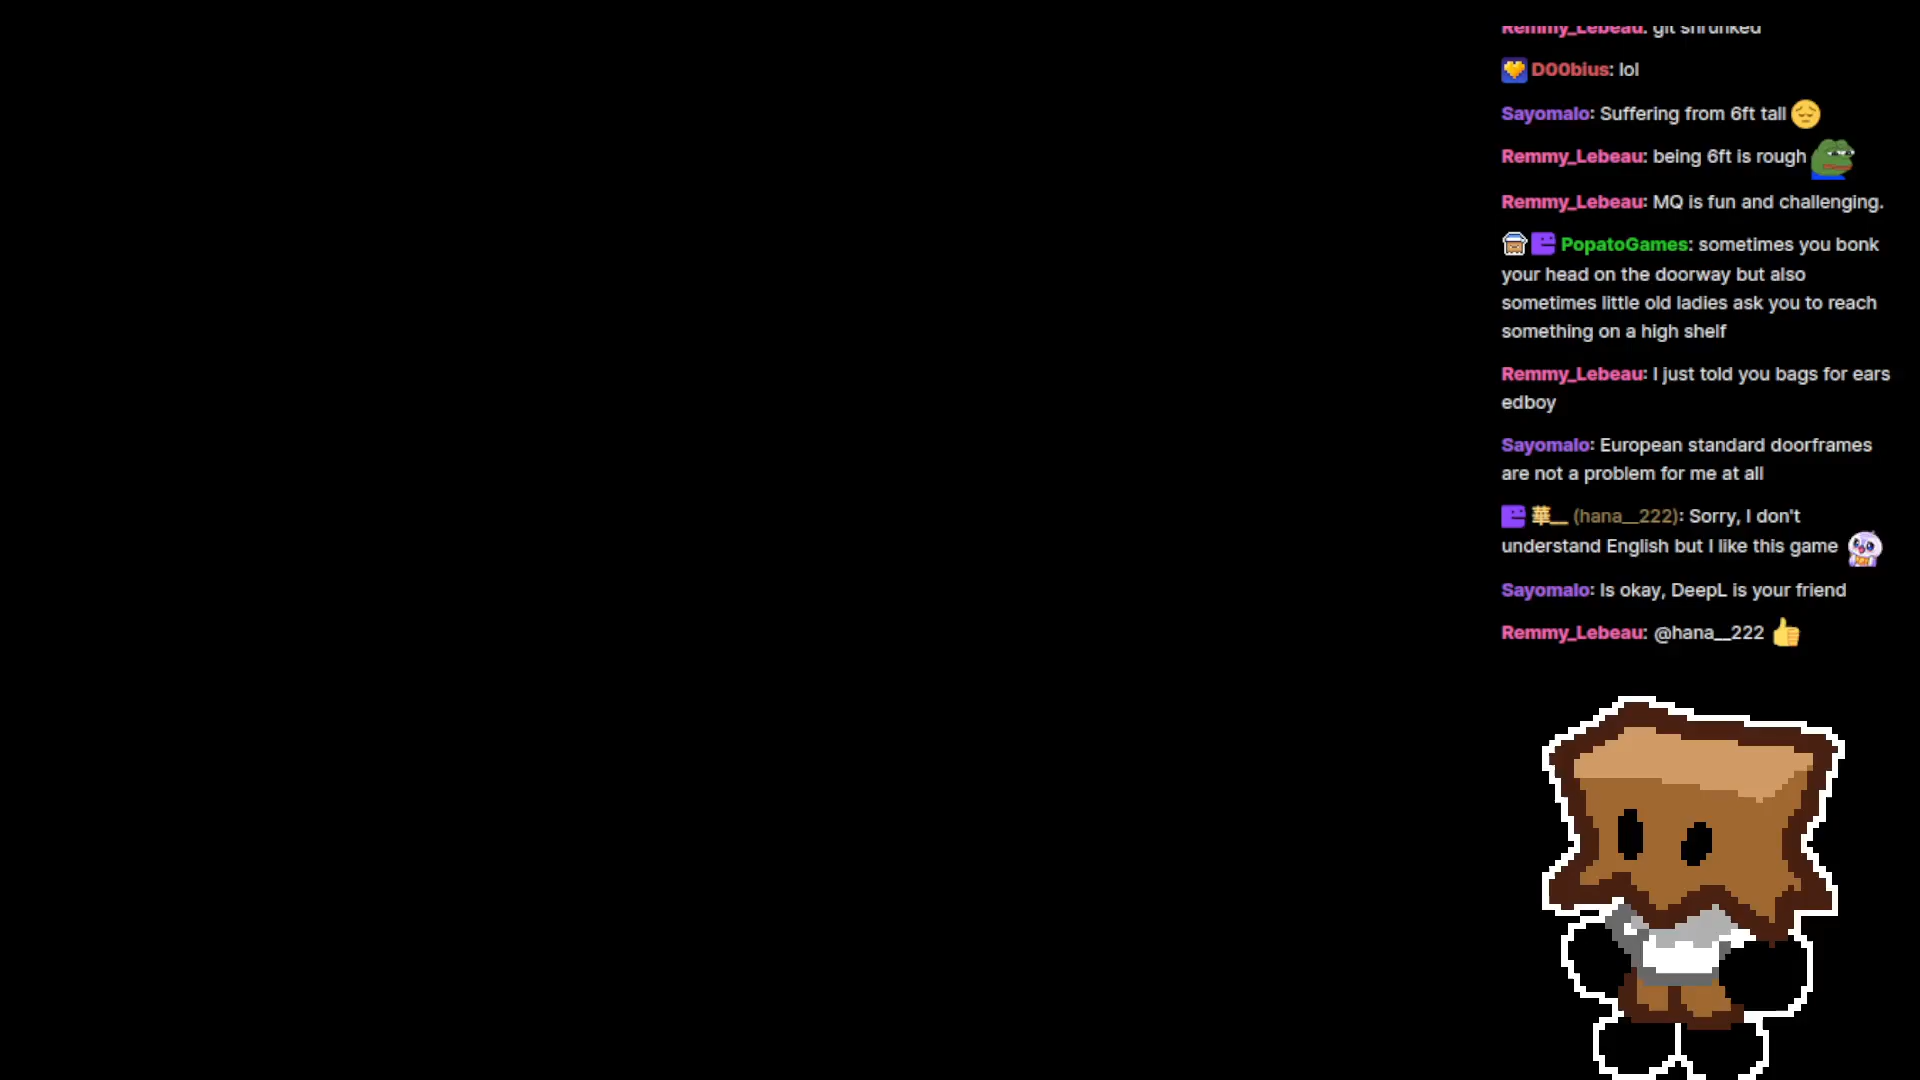 Remmy_Lebeau: git shrunked
D00bius: lol
Sayomalo: Suffering from 6ft tall
Remmy_Lebeau: being 6ft is rough
Remmy_Lebeau: MQ is fun and challenging.
PopatoGames: sometimes you bonk
your head on the doorway but also
sometimes little old ladies ask you to reach
something on a high shelf
Remmy_Lebeau: I just told you bags for ears
edboy
Sayomalo: European standard doorframes
are not a problem for me at all
華__ (hana__222): Sorry, I don't
understand English but I like this game
Sayomalo: Is okay, DeepL is your friend
Remmy_Lebeau: @hana__222